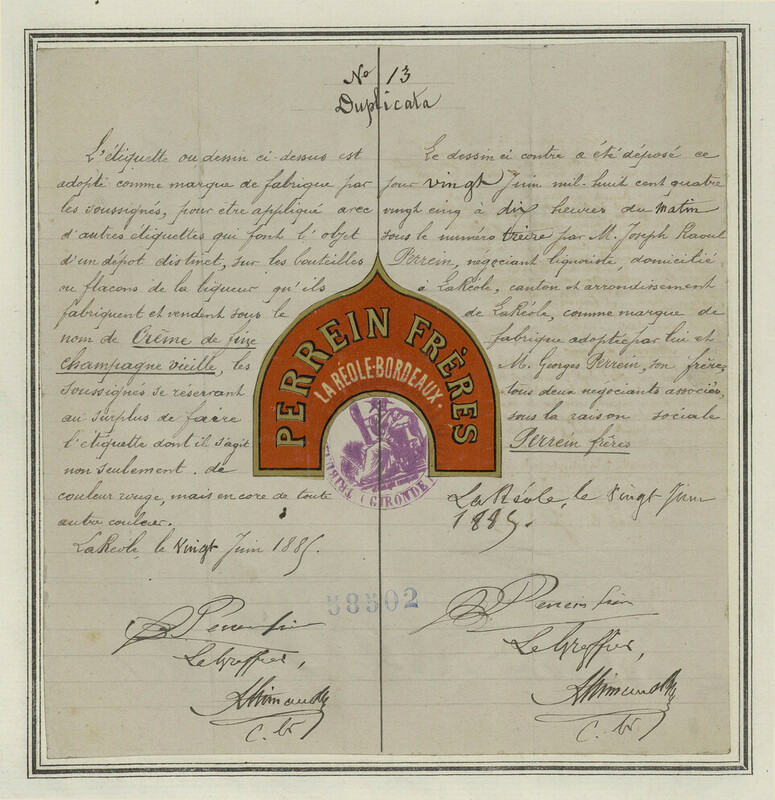 No 13
Duplicata
L'étiquette ou dessin ci-dessus est
adopté comme marque de fabrique par
les soussignés, pour être appliqué avec
d'autres étiquettes qui font l'objet
d'un dépot distinct, sur les bouteilles
ou flacons de la liqueur qu'ils
fabriquent et vendent sous le
nom de Crème de fine
champagne vieille, les
soussignés se réservant
au surplus de faire
l'etiquette dont il s'agit
non seulement de
couleur rouge, mais encore de toute
autre couleur.
LaRéole, le Vingt Juin 1885.
Perrein
Le Greffier,
Le dessin ci contre a été déposé ce
jour vingt Juin mil-huit cent quatre
vingt cinq à dix heures du matin
sous le numéro treize par M. Joseph Raoul
Perrein, négociant liquoriste, domicilié
à LaRéole, canton et arrondissement
de LaRéole, comme marque de
fabrique adoptée par lui et
M. Georges Perrein, son frère,
tous deux négociants associés,
sous la raison sociale
Perrein frères
LaRéole, le Vingt Juin
1885.
Perrein
Le Greffier,
PERREIN FRÈRES
LA RÉOLE-BORDEAUX.
(GIRONDE)
58502